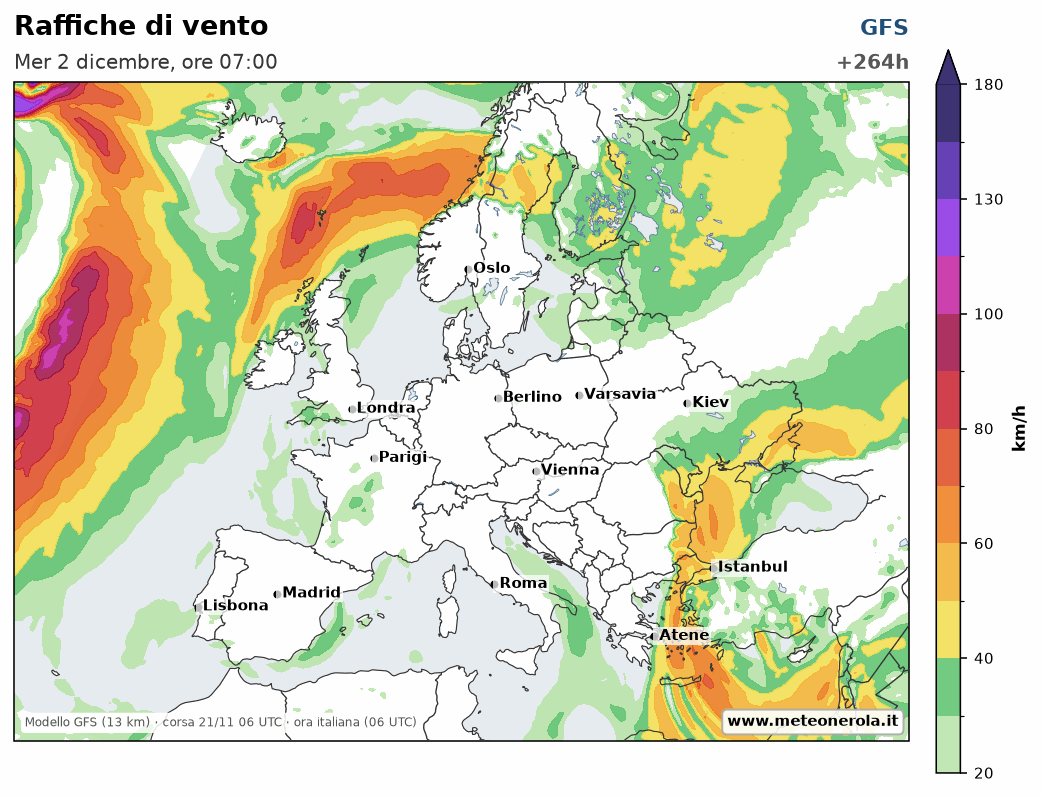 Raffiche di vento
GFS
Mer 2 dicembre, ore 07:00
+264h
Oslo
Londra
Berlino
Varsavia
Kiev
Parigi
Vienna
Istanbul
Roma
Madrid
Lisbona
Atene
Modello GFS (13 km) · corsa 21/11 06 UTC · ora italiana (06 UTC)
www.meteonerola.it
180
130
100
80
60
40
20
km/h